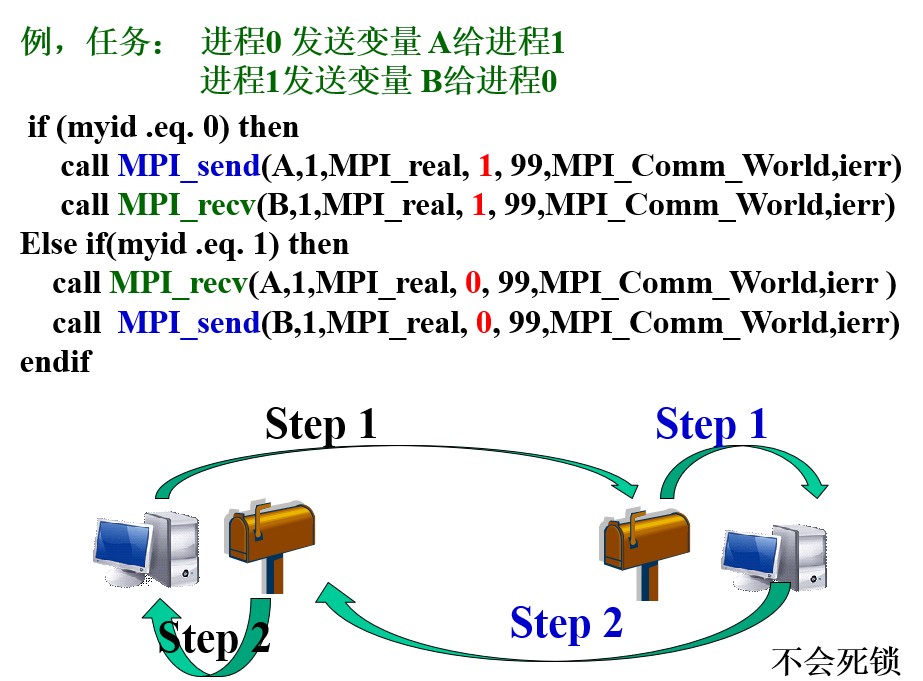 例，任务： 进程0 发送变量 A给进程1
进程1发送变量 B给进程0
if (myid .eq. 0) then
call MPI_send(A,1,MPI_real, 1, 99,MPI_Comm_World,ierr)
call MPI_recv(B,1,MPI_real, 1, 99,MPI_Comm_World,ierr)
Else if(myid .eq. 1) then
call MPI_recv(A,1,MPI_real, 0, 99,MPI_Comm_World,ierr )
call MPI_send(B,1,MPI_real, 0, 99,MPI_Comm_World,ierr)
endif
Step 1
Step 1
Step 2
Step 2
不会死锁